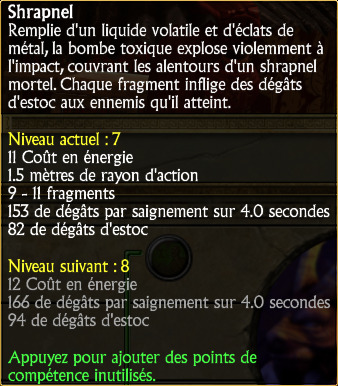 Shrapnel
Remplie d'un liquide volatile et d'éclats de
métal, la bombe toxique explose violemment à
l'impact, couvrant les alentours d'un shrapnel
mortel. Chaque fragment inflige des dégâts
d'estoc aux ennemis qu'il atteint.
Niveau actuel : 7
11 Coût en énergie
1.5 mètres de rayon d'action
9 - 11 fragments
153 de dégâts par saignement sur 4.0 secondes
82 de dégâts d'estoc
Niveau suivant : 8
12 Coût en énergie
166 de dégâts par saignement sur 4.0 secondes
94 de dégâts d'estoc
Appuyez pour ajouter des points de
compétence inutilisés.